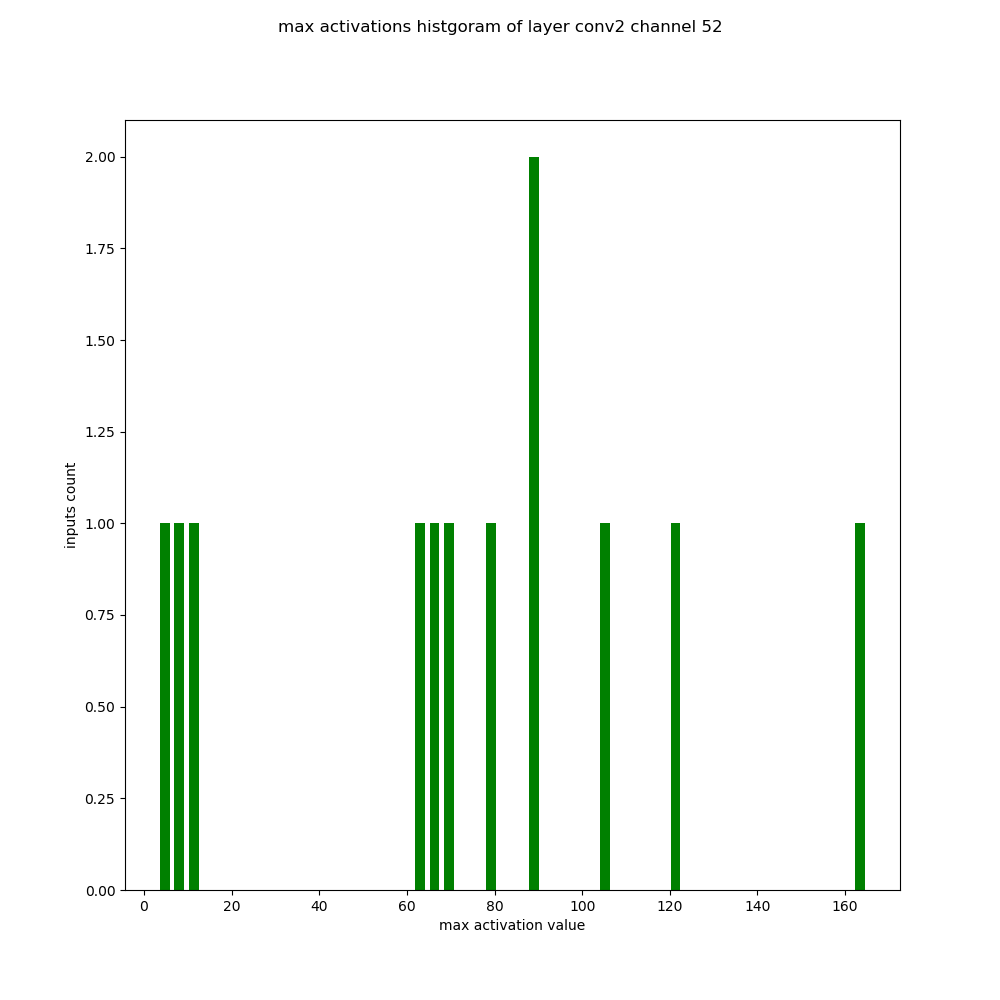 max activations histgoram of layer conv2 channel 52
2.00
1.75
1.50
1.25
1.00
0.75
0.50
0.25
0.00
inputs count
0 20 40 60 80 100 120 140 160
max activation value